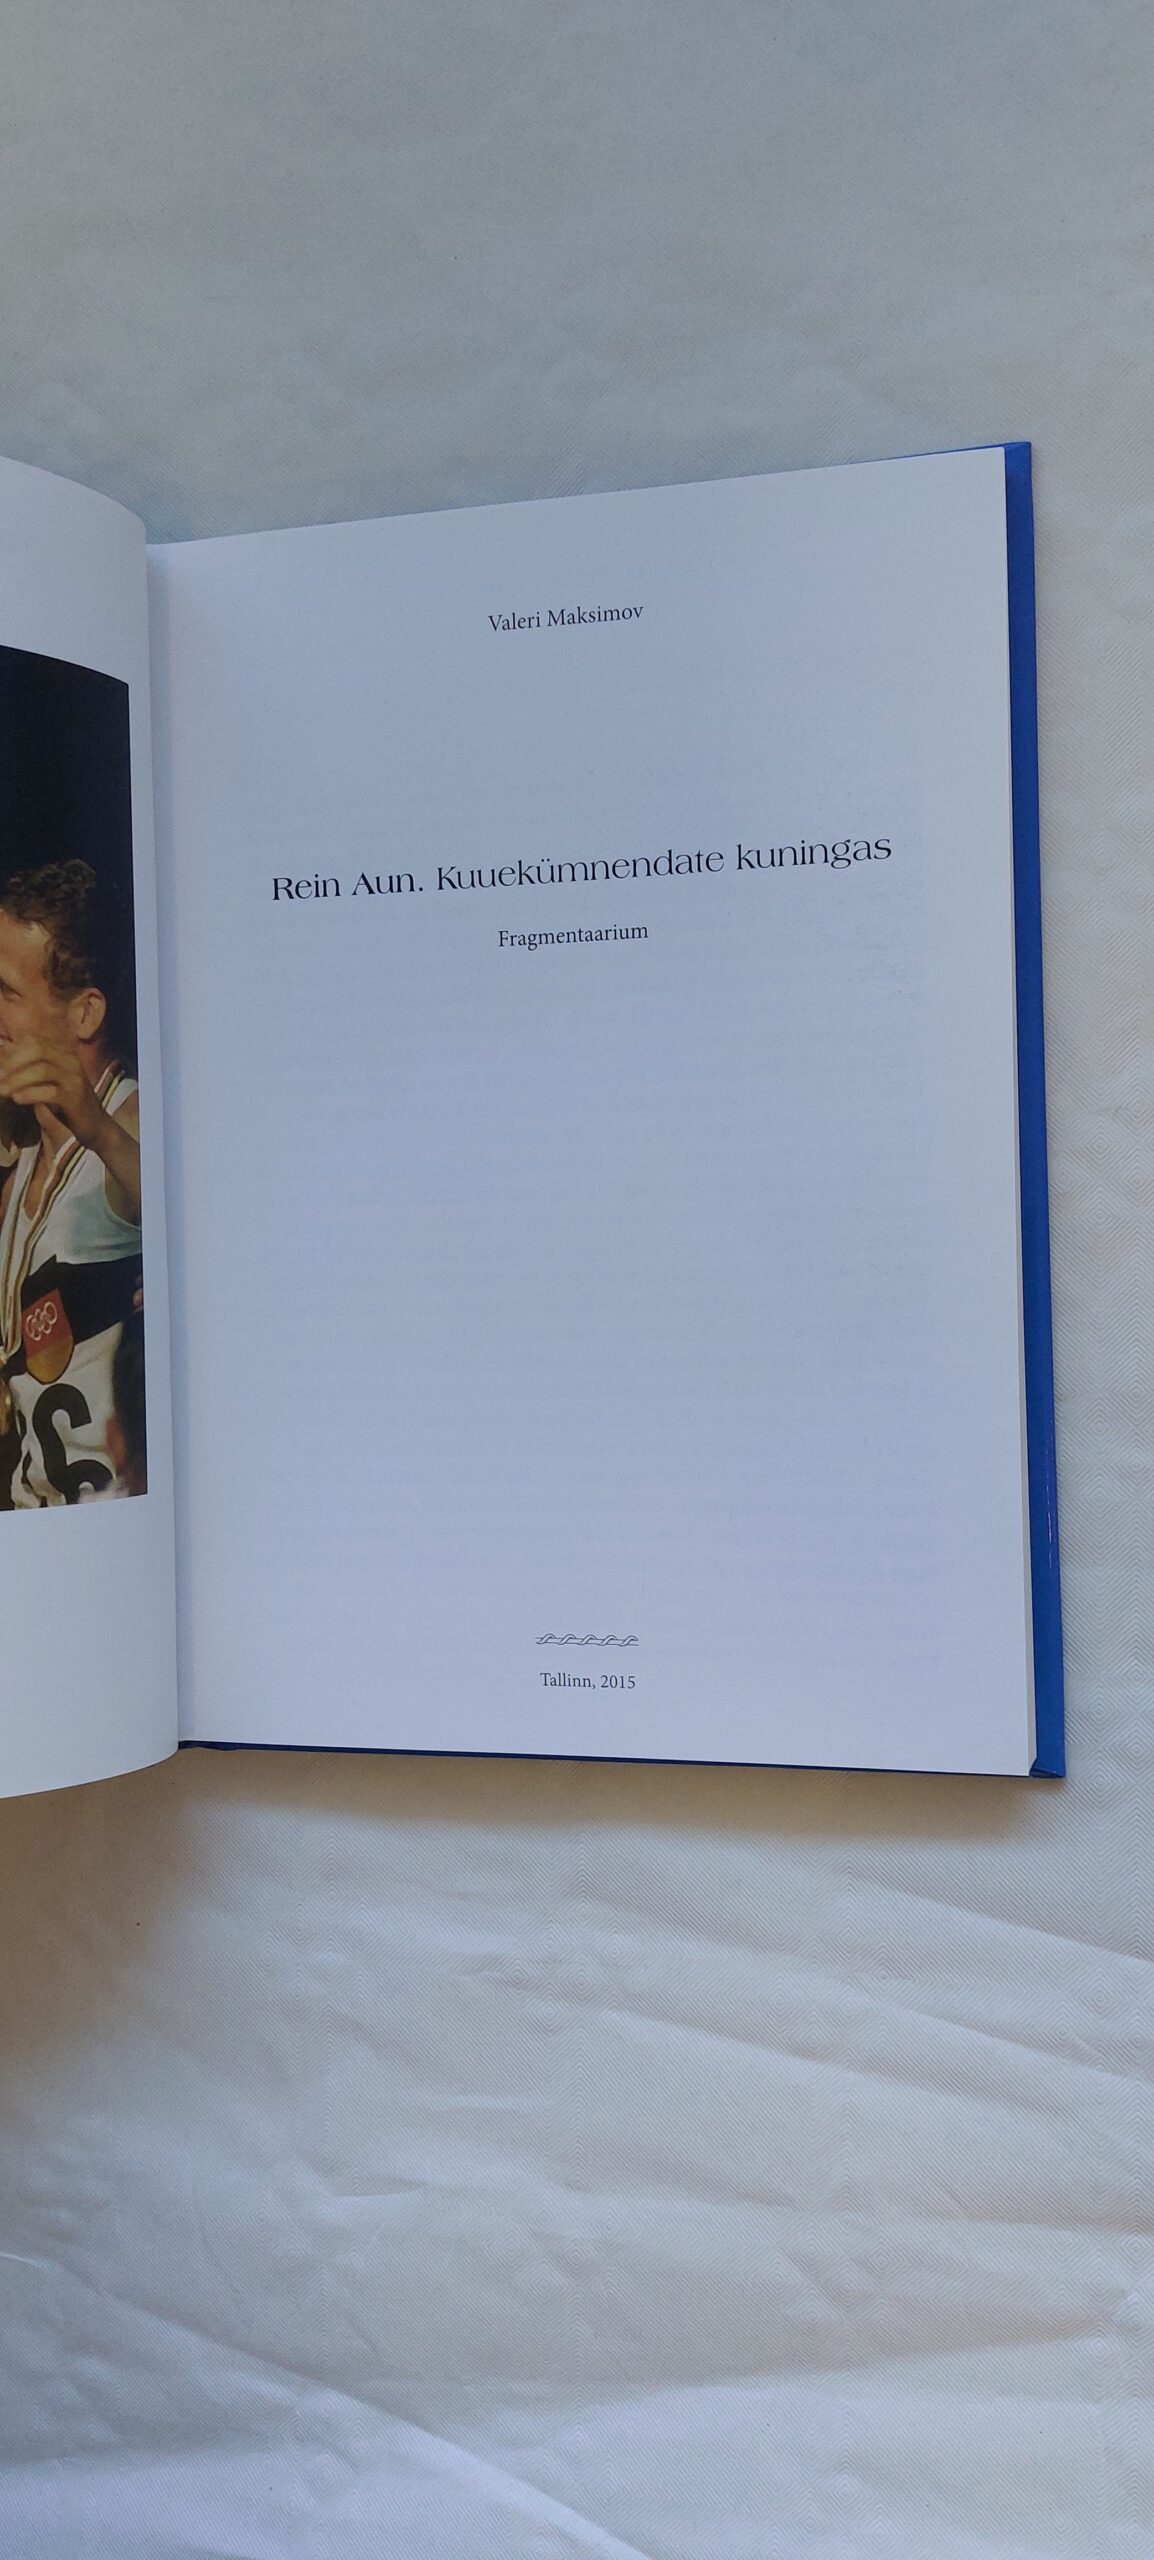 Valeri Maksimov
Rein Aun. Kuuekümnendate kuningas
Fragmentaarium
Tallinn, 2015